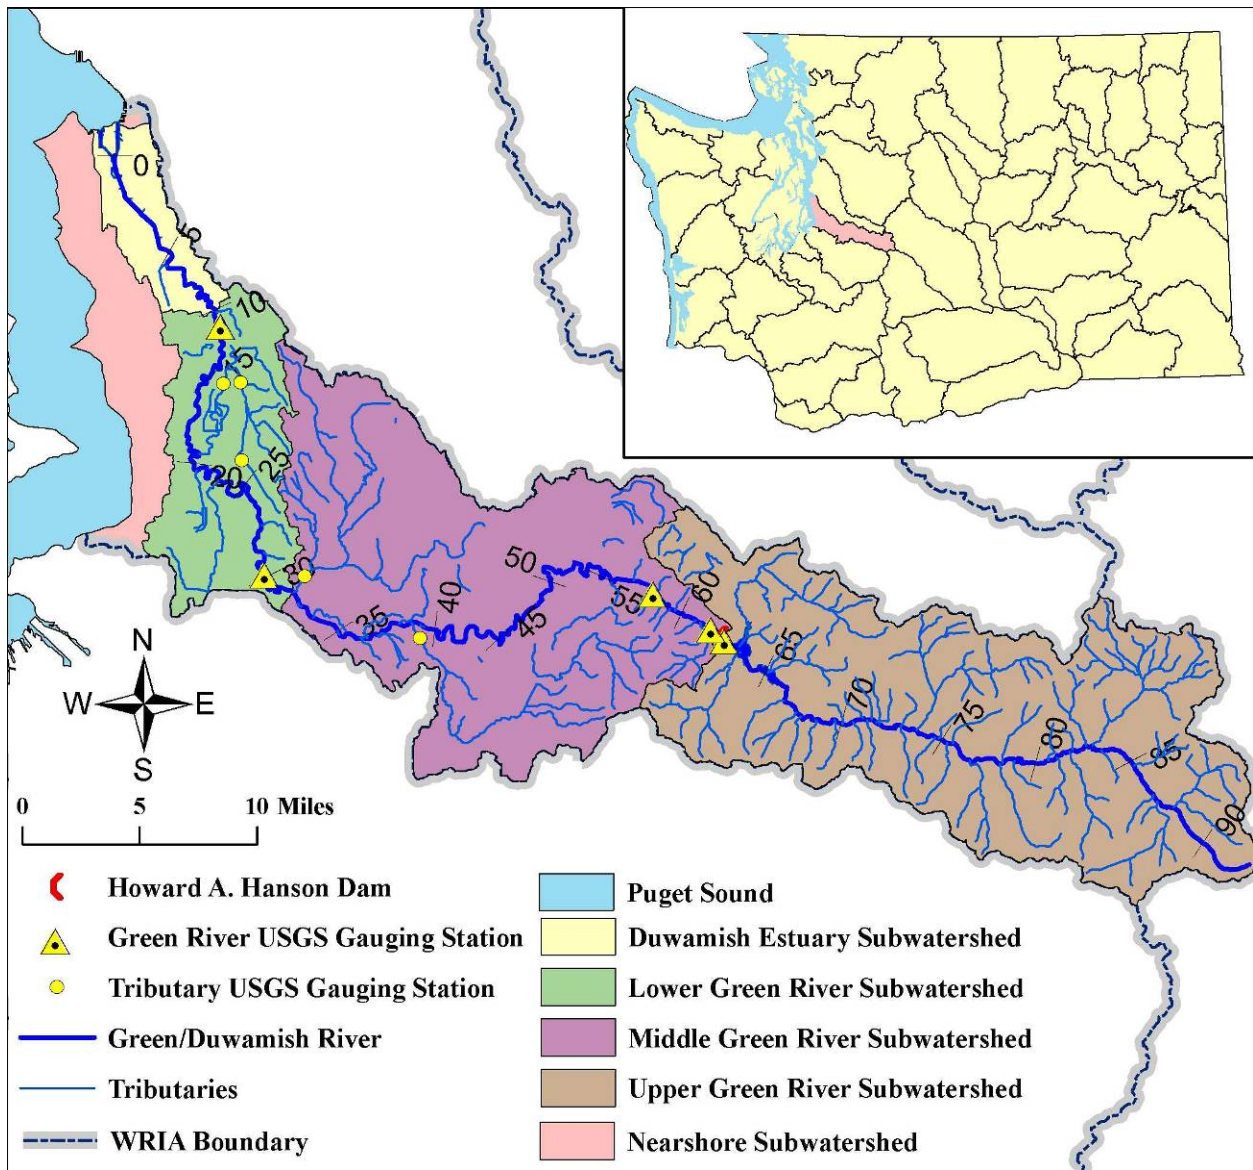 0
5
10
15
20
25
30
35
40
45
50
55
60
65
70
75
80
85
90
N
W E
S
0 5 10 Miles
Howard A. Hanson Dam
Green River USGS Gauging Station
Tributary USGS Gauging Station
Green/Duwamish River
Tributaries
WRIA Boundary
Puget Sound
Duwamish Estuary Subwatershed
Lower Green River Subwatershed
Middle Green River Subwatershed
Upper Green River Subwatershed
Nearshore Subwatershed